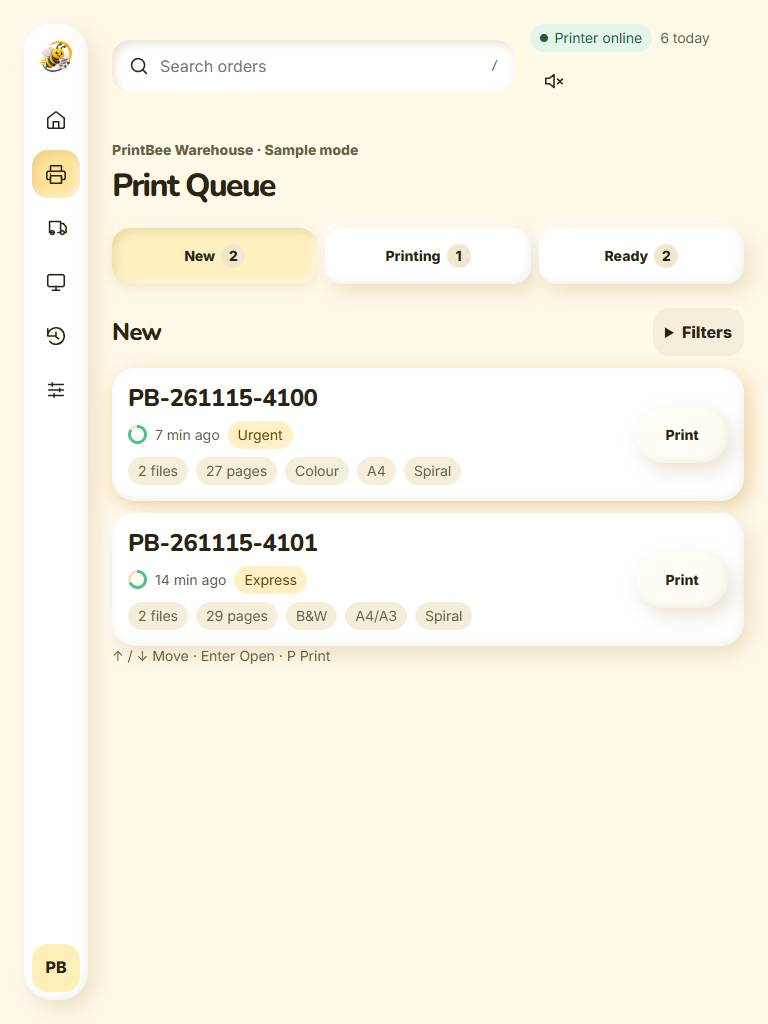 Search orders /
Printer online 6 today
PrintBee Warehouse · Sample mode
Print Queue
New 2
Printing 1
Ready 2
New
Filters
PB-261115-4100
7 min ago Urgent
2 files 27 pages Colour A4 Spiral
Print
PB-261115-4101
14 min ago Express
2 files 29 pages B&W A4/A3 Spiral
Print
↑ / ↓ Move · Enter Open · P Print
PB